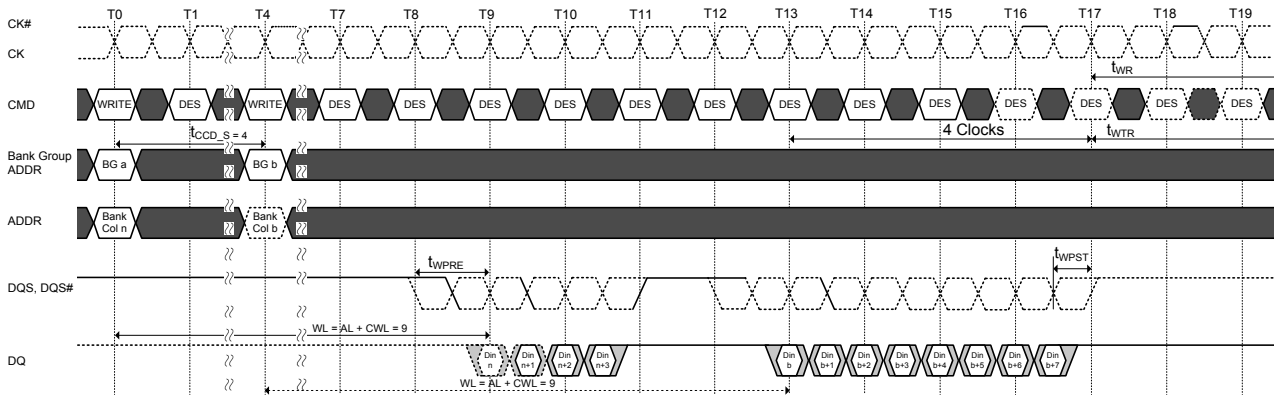 T0 T1 T4 T7 T8 T9 T10 T11 T12 T13 T14 T15 T16 T17 T18 T19
CK#
CK
tWR
CMD WRITE DES WRITE DES DES DES DES DES DES DES DES DES DES DES DES DES
tCCD_S = 4
4 Clocks
tWTR
Bank Group
ADDR
BG a BG b
ADDR
Bank
Col n
Bank
Col b
tWPRE
tWPST
DQS, DQS#
WL = AL + CWL = 9
DQ
Din
n
Din
n+1
Din
n+2
Din
n+3
Din
b
Din
b+1
Din
b+2
Din
b+3
Din
b+4
Din
b+5
Din
b+6
Din
b+7
WL = AL + CWL = 9